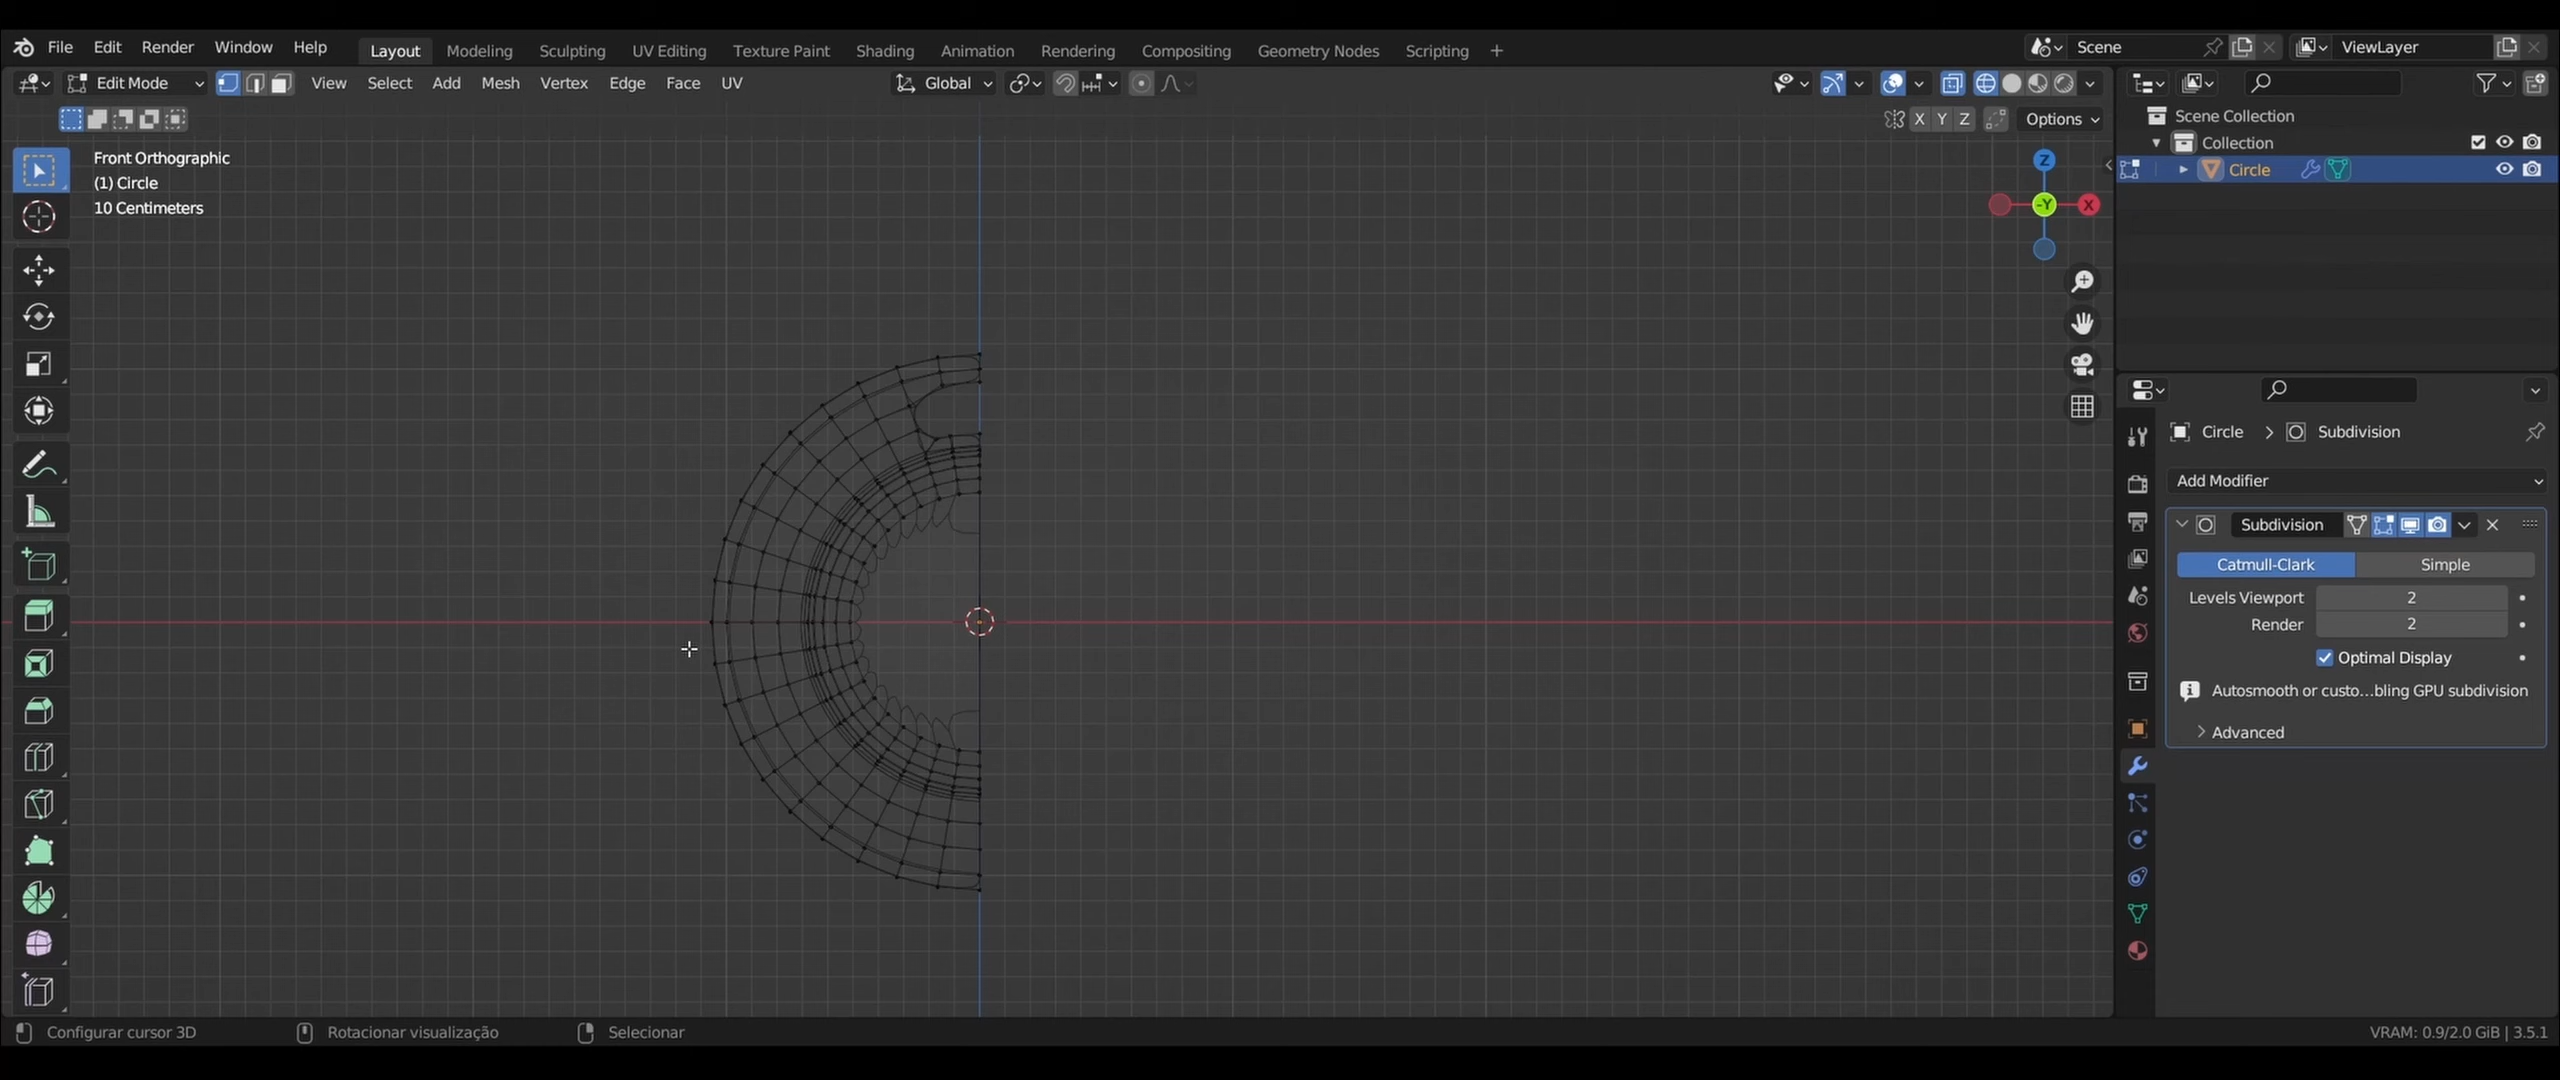 File Edit Render Window Help Layout Modeling Sculpting UV Editing Texture Paint Shading Animation Rendering Compositing Geometry Nodes Scripting + Scene ViewLayer
Edit Mode View Select Add Mesh Vertex Edge Face UV Global
X Y Z Options
Front Orthographic
(1) Circle
10 Centimeters
Z
-Y
X
Scene Collection
Collection
Circle
Circle > Subdivision
Add Modifier
Subdivision
Catmull-Clark Simple
Levels Viewport 2
Render 2
Optimal Display
Autosmooth or custo...bling GPU subdivision
Advanced
Configurar cursor 3D Rotacionar visualização Selecionar VRAM: 0.9/2.0 GiB | 3.5.1